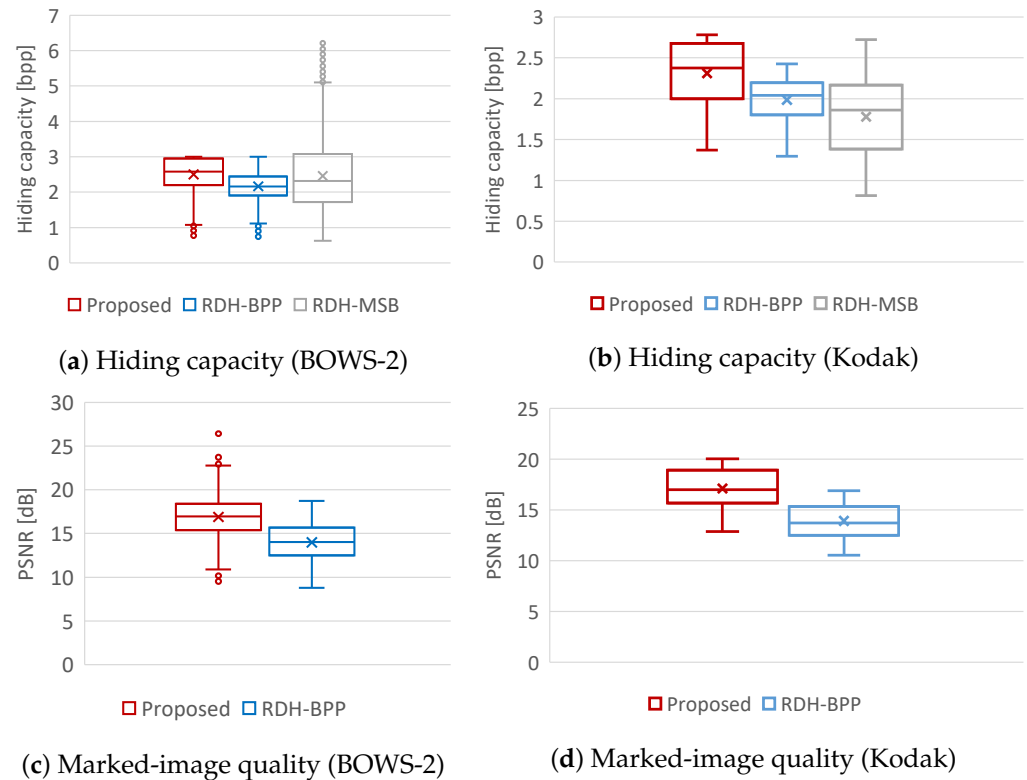 Hiding capacity [bpp]
7
6
5
4
3
2
1
0
Proposed RDH-BPP RDH-MSB
(a) Hiding capacity (BOWS-2)
Hiding capacity [bpp]
3
2.5
2
1.5
1
0.5
0
Proposed RDH-BPP RDH-MSB
(b) Hiding capacity (Kodak)
PSNR [dB]
30
25
20
15
10
5
0
Proposed RDH-BPP
(c) Marked-image quality (BOWS-2)
PSNR [dB]
25
20
15
10
5
0
Proposed RDH-BPP
(d) Marked-image quality (Kodak)